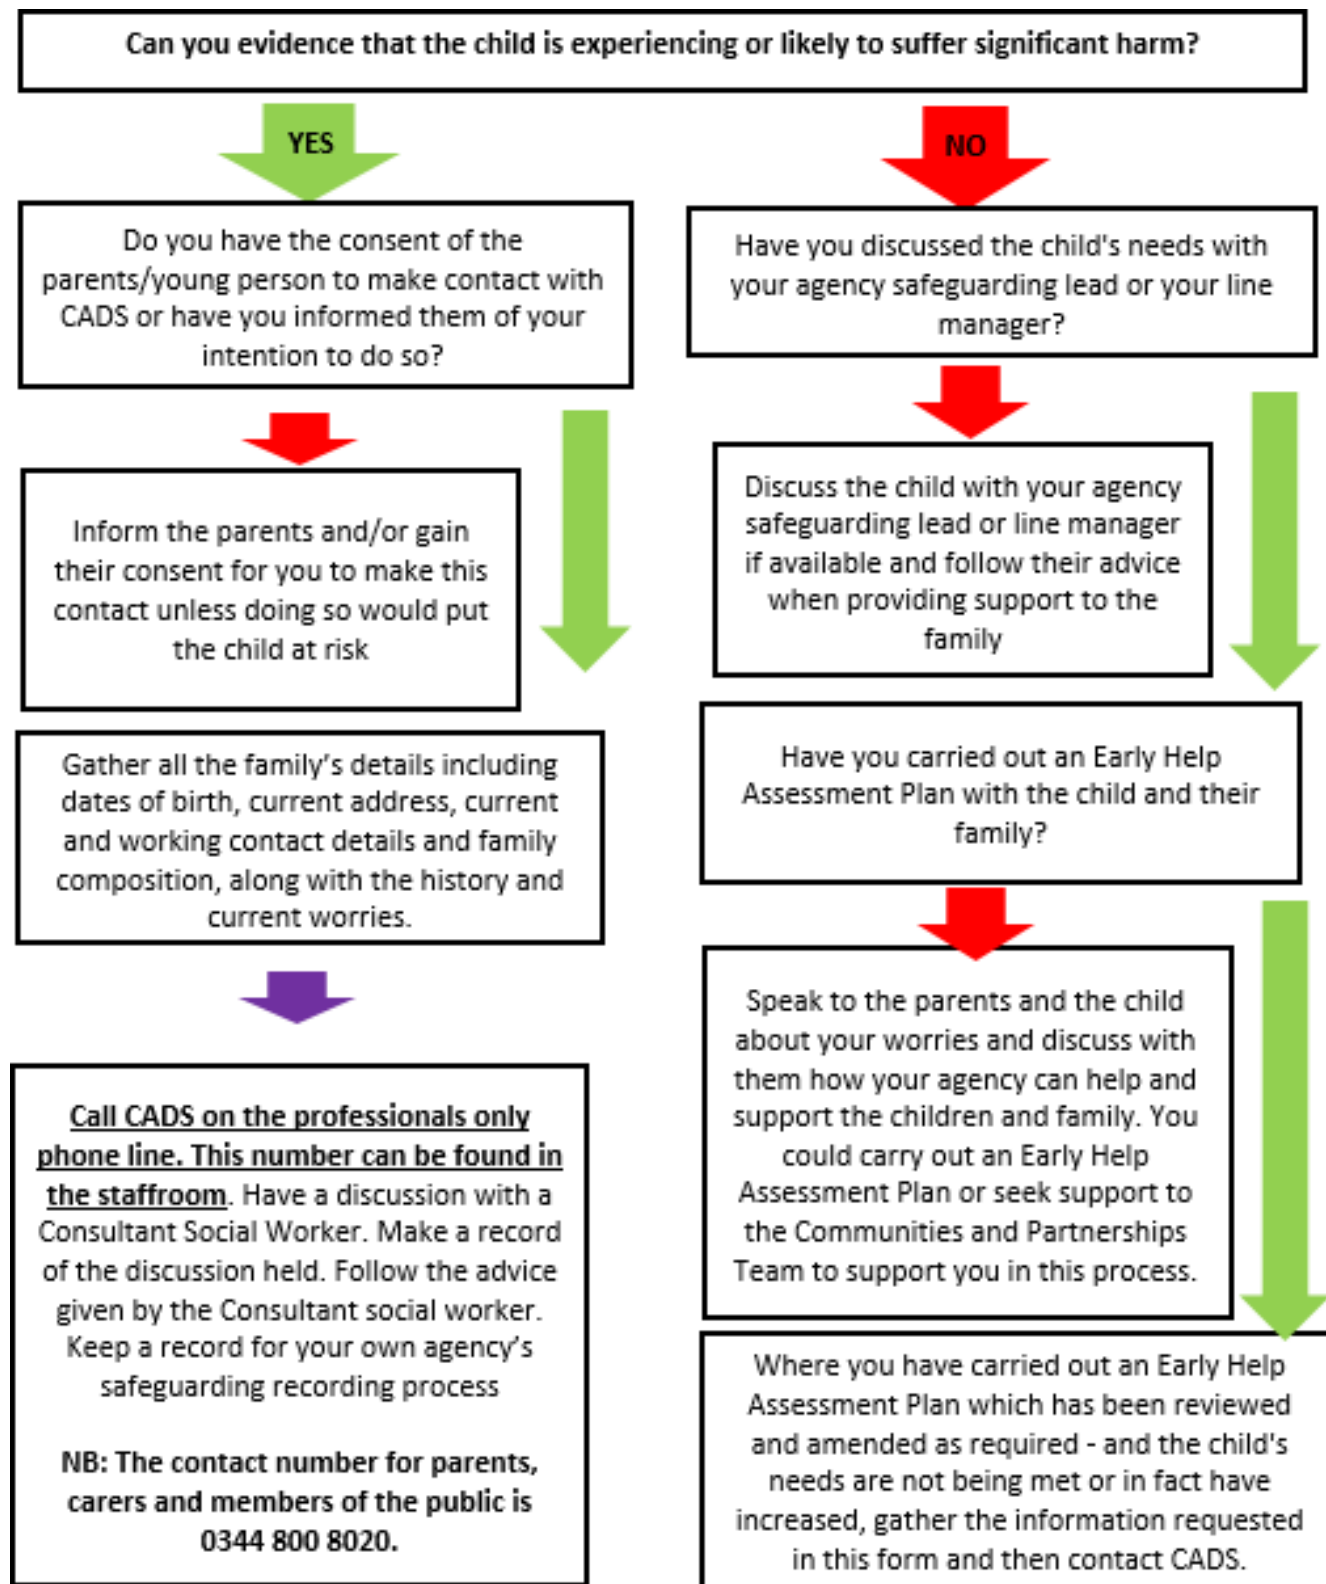 Can you evidence that the child is experiencing or likely to suffer significant harm?
YES
NO
Do you have the consent of the
parents/young person to make contact with
CADS or have you informed them of your
intention to do so?
Have you discussed the child's needs with
your agency safeguarding lead or your line
manager?
Inform the parents and/or gain
their consent for you to make this
contact unless doing so would put
the child at risk
Discuss the child with your agency
safeguarding lead or line manager
if available and follow their advice
when providing support to the
family
Gather all the family’s details including
dates of birth, current address, current
and working contact details and family
composition, along with the history and
current worries.
Have you carried out an Early Help
Assessment Plan with the child and their
family?
Call CADS on the professionals only
phone line. This number can be found in
the staffroom. Have a discussion with a
Consultant Social Worker. Make a record
of the discussion held. Follow the advice
given by the Consultant social worker.
Keep a record for your own agency’s
safeguarding recording process
NB: The contact number for parents,
carers and members of the public is
0344 800 8020.
Speak to the parents and the child
about your worries and discuss with
them how your agency can help and
support the children and family. You
could carry out an Early Help
Assessment Plan or seek support to
the Communities and Partnerships
Team to support you in this process.
Where you have carried out an Early Help
Assessment Plan which has been reviewed
and amended as required - and the child's
needs are not being met or in fact have
increased, gather the information requested
in this form and then contact CADS.